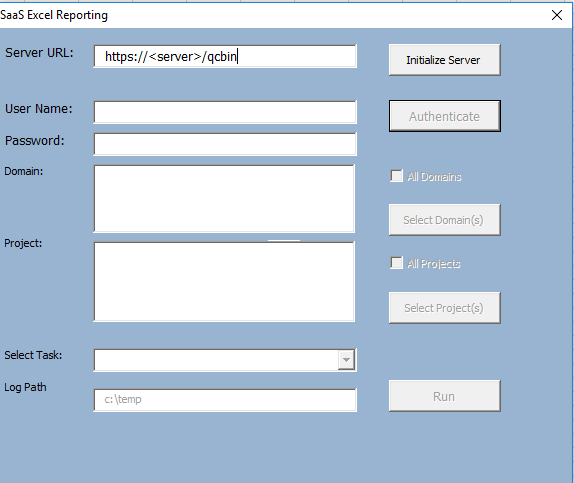 SaaS Excel Reporting
Server URL: https://<server>/qcbin Initialize Server
User Name: Authenticate
Password:
Domain: All Domains
Select Domain(s)
Project: All Projects
Select Project(s)
Select Task:
Log Path c:\temp Run